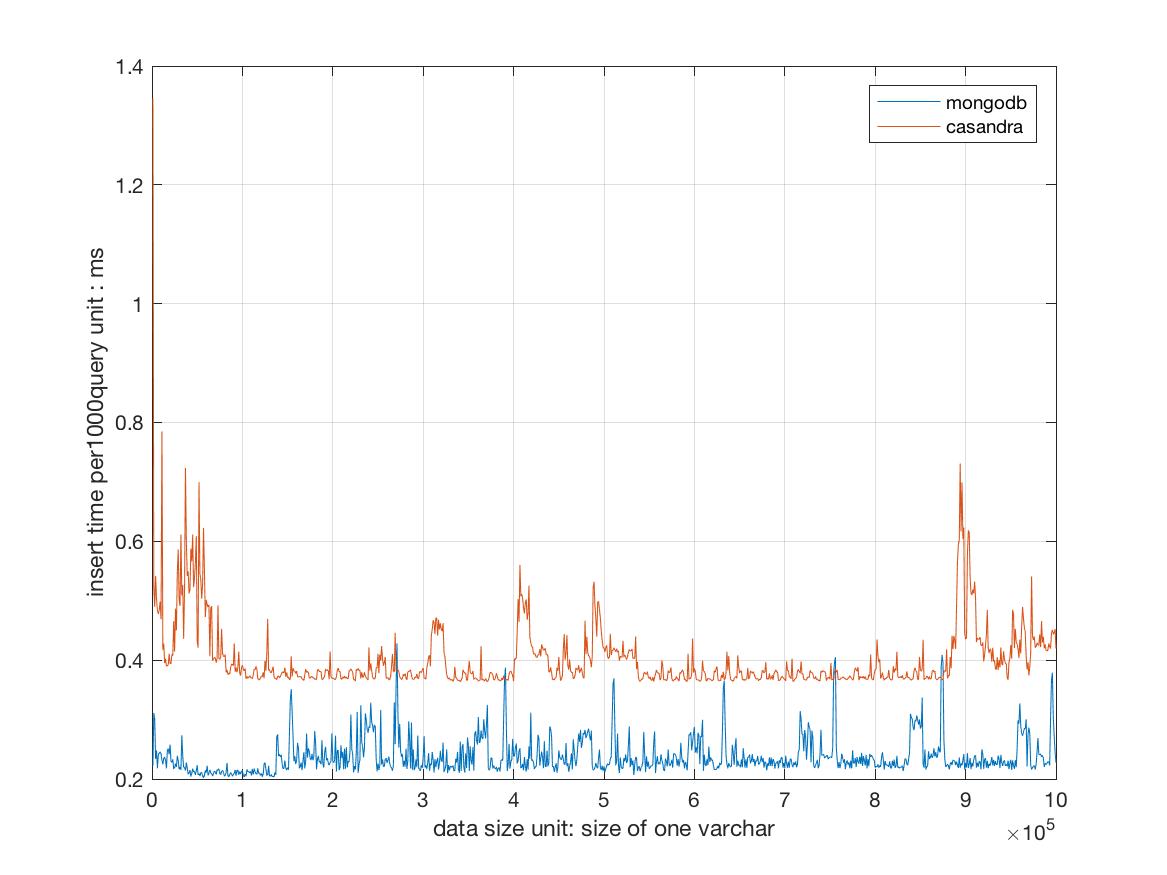 1.4
1.2
1
0.8
0.6
0.4
0.2
insert time per1000query unit : ms
mongodb
casandra
0 1 2 3 4 5 6 7 8 9 10
data size unit: size of one varchar
×10⁵